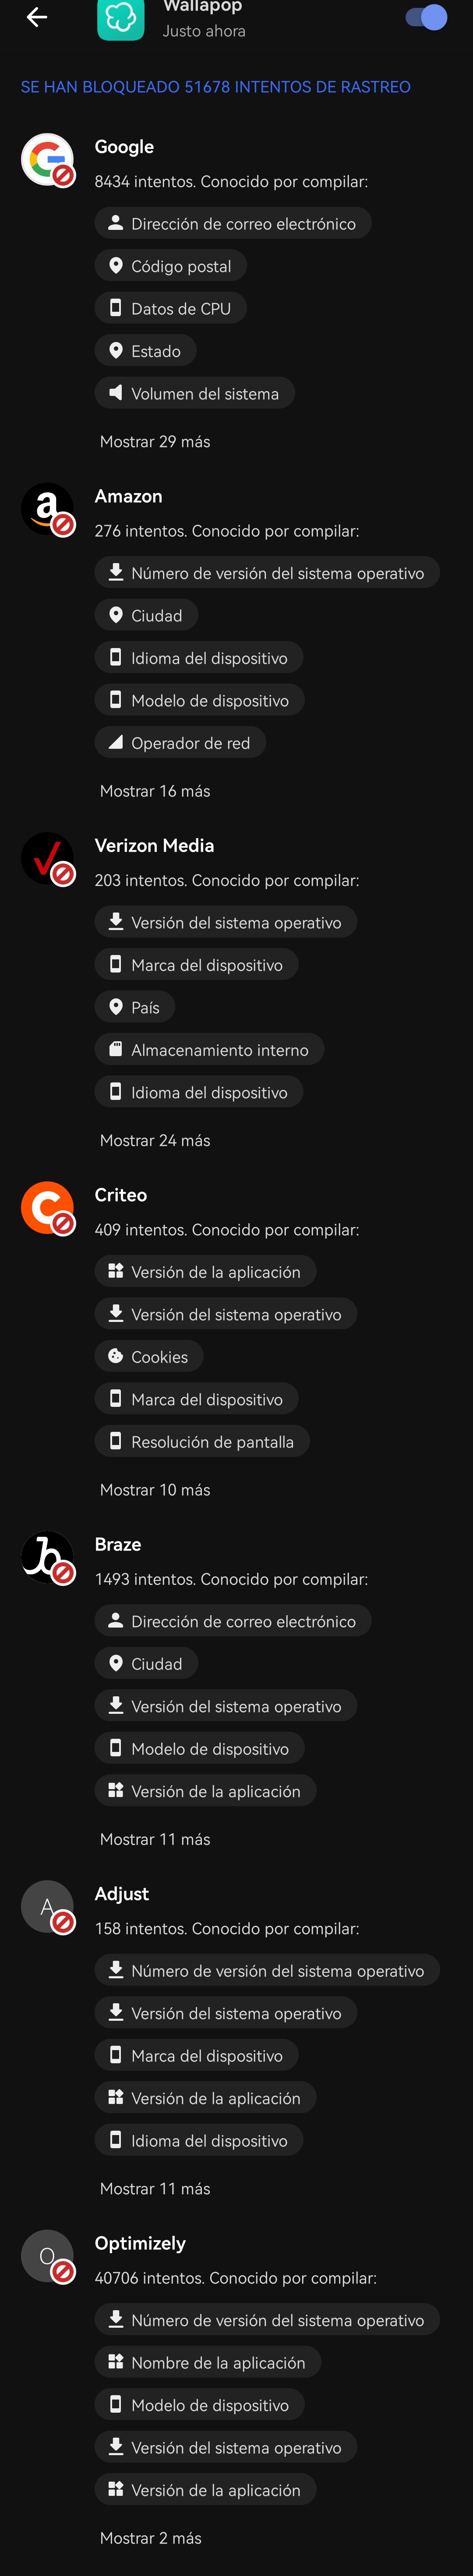 Wallapop
Justo ahora
SE HAN BLOQUEADO 51678 INTENTOS DE RASTREO
Google
8434 intentos. Conocido por compilar:
Dirección de correo electrónico
Código postal
Datos de CPU
Estado
Volumen del sistema
Mostrar 29 más
a
Amazon
276 intentos. Conocido por compilar:
Número de versión del sistema operativo
Ciudad
Idioma del dispositivo
Modelo de dispositivo
Operador de red
Mostrar 16 más
Verizon Media
203 intentos. Conocido por compilar:
Versión del sistema operativo
Marca del dispositivo
País
Almacenamiento interno
Idioma del dispositivo
Mostrar 24 más
Criteo
409 intentos. Conocido por compilar:
Versión de la aplicación
Versión del sistema operativo
Cookies
Marca del dispositivo
Resolución de pantalla
Mostrar 10 más
Braze
1493 intentos. Conocido por compilar:
Dirección de correo electrónico
Ciudad
Versión del sistema operativo
Modelo de dispositivo
Versión de la aplicación
Mostrar 11 más
A
Adjust
158 intentos. Conocido por compilar:
Número de versión del sistema operativo
Versión del sistema operativo
Marca del dispositivo
Versión de la aplicación
Idioma del dispositivo
Mostrar 11 más
O
Optimizely
40706 intentos. Conocido por compilar:
Número de versión del sistema operativo
Nombre de la aplicación
Modelo de dispositivo
Versión del sistema operativo
Versión de la aplicación
Mostrar 2 más